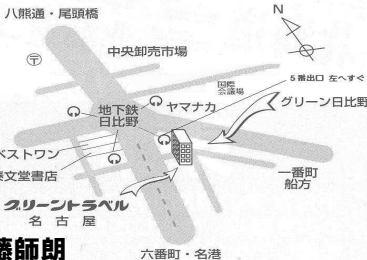 八熊通・尾頭橋
N
〒
中央卸売市場
国際
会議場
5番出口 左へすぐ
地下鉄
日比野
ヤマナカ
グリーン日比野
ベストワン
文堂書店
一番町
船方
グリーントラベル
名古屋
藤師朗
六番町・名港